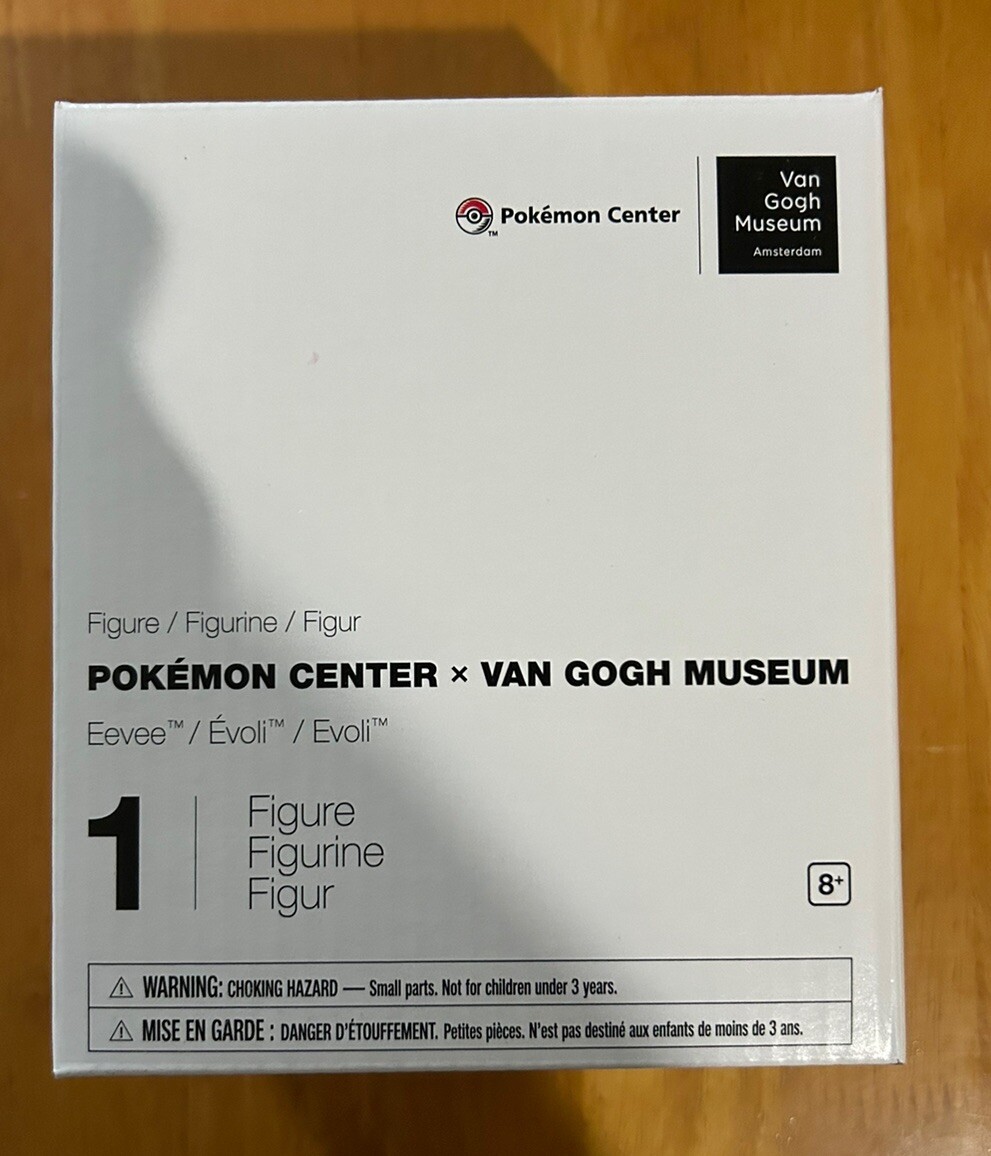 Pokémon Center
TM
Van
Gogh
Museum
Amsterdam
Figure / Figurine / Figur
POKÉMON CENTER × VAN GOGH MUSEUM
Eevee™ / Évoli™ / Evoli™
1
Figure
Figurine
Figur
8+
⚠ WARNING: CHOKING HAZARD — Small parts. Not for children under 3 years.
⚠ MISE EN GARDE : DANGER D'ÉTOUFFEMENT. Petites pièces. N'est pas destiné aux enfants de moins de 3 ans.